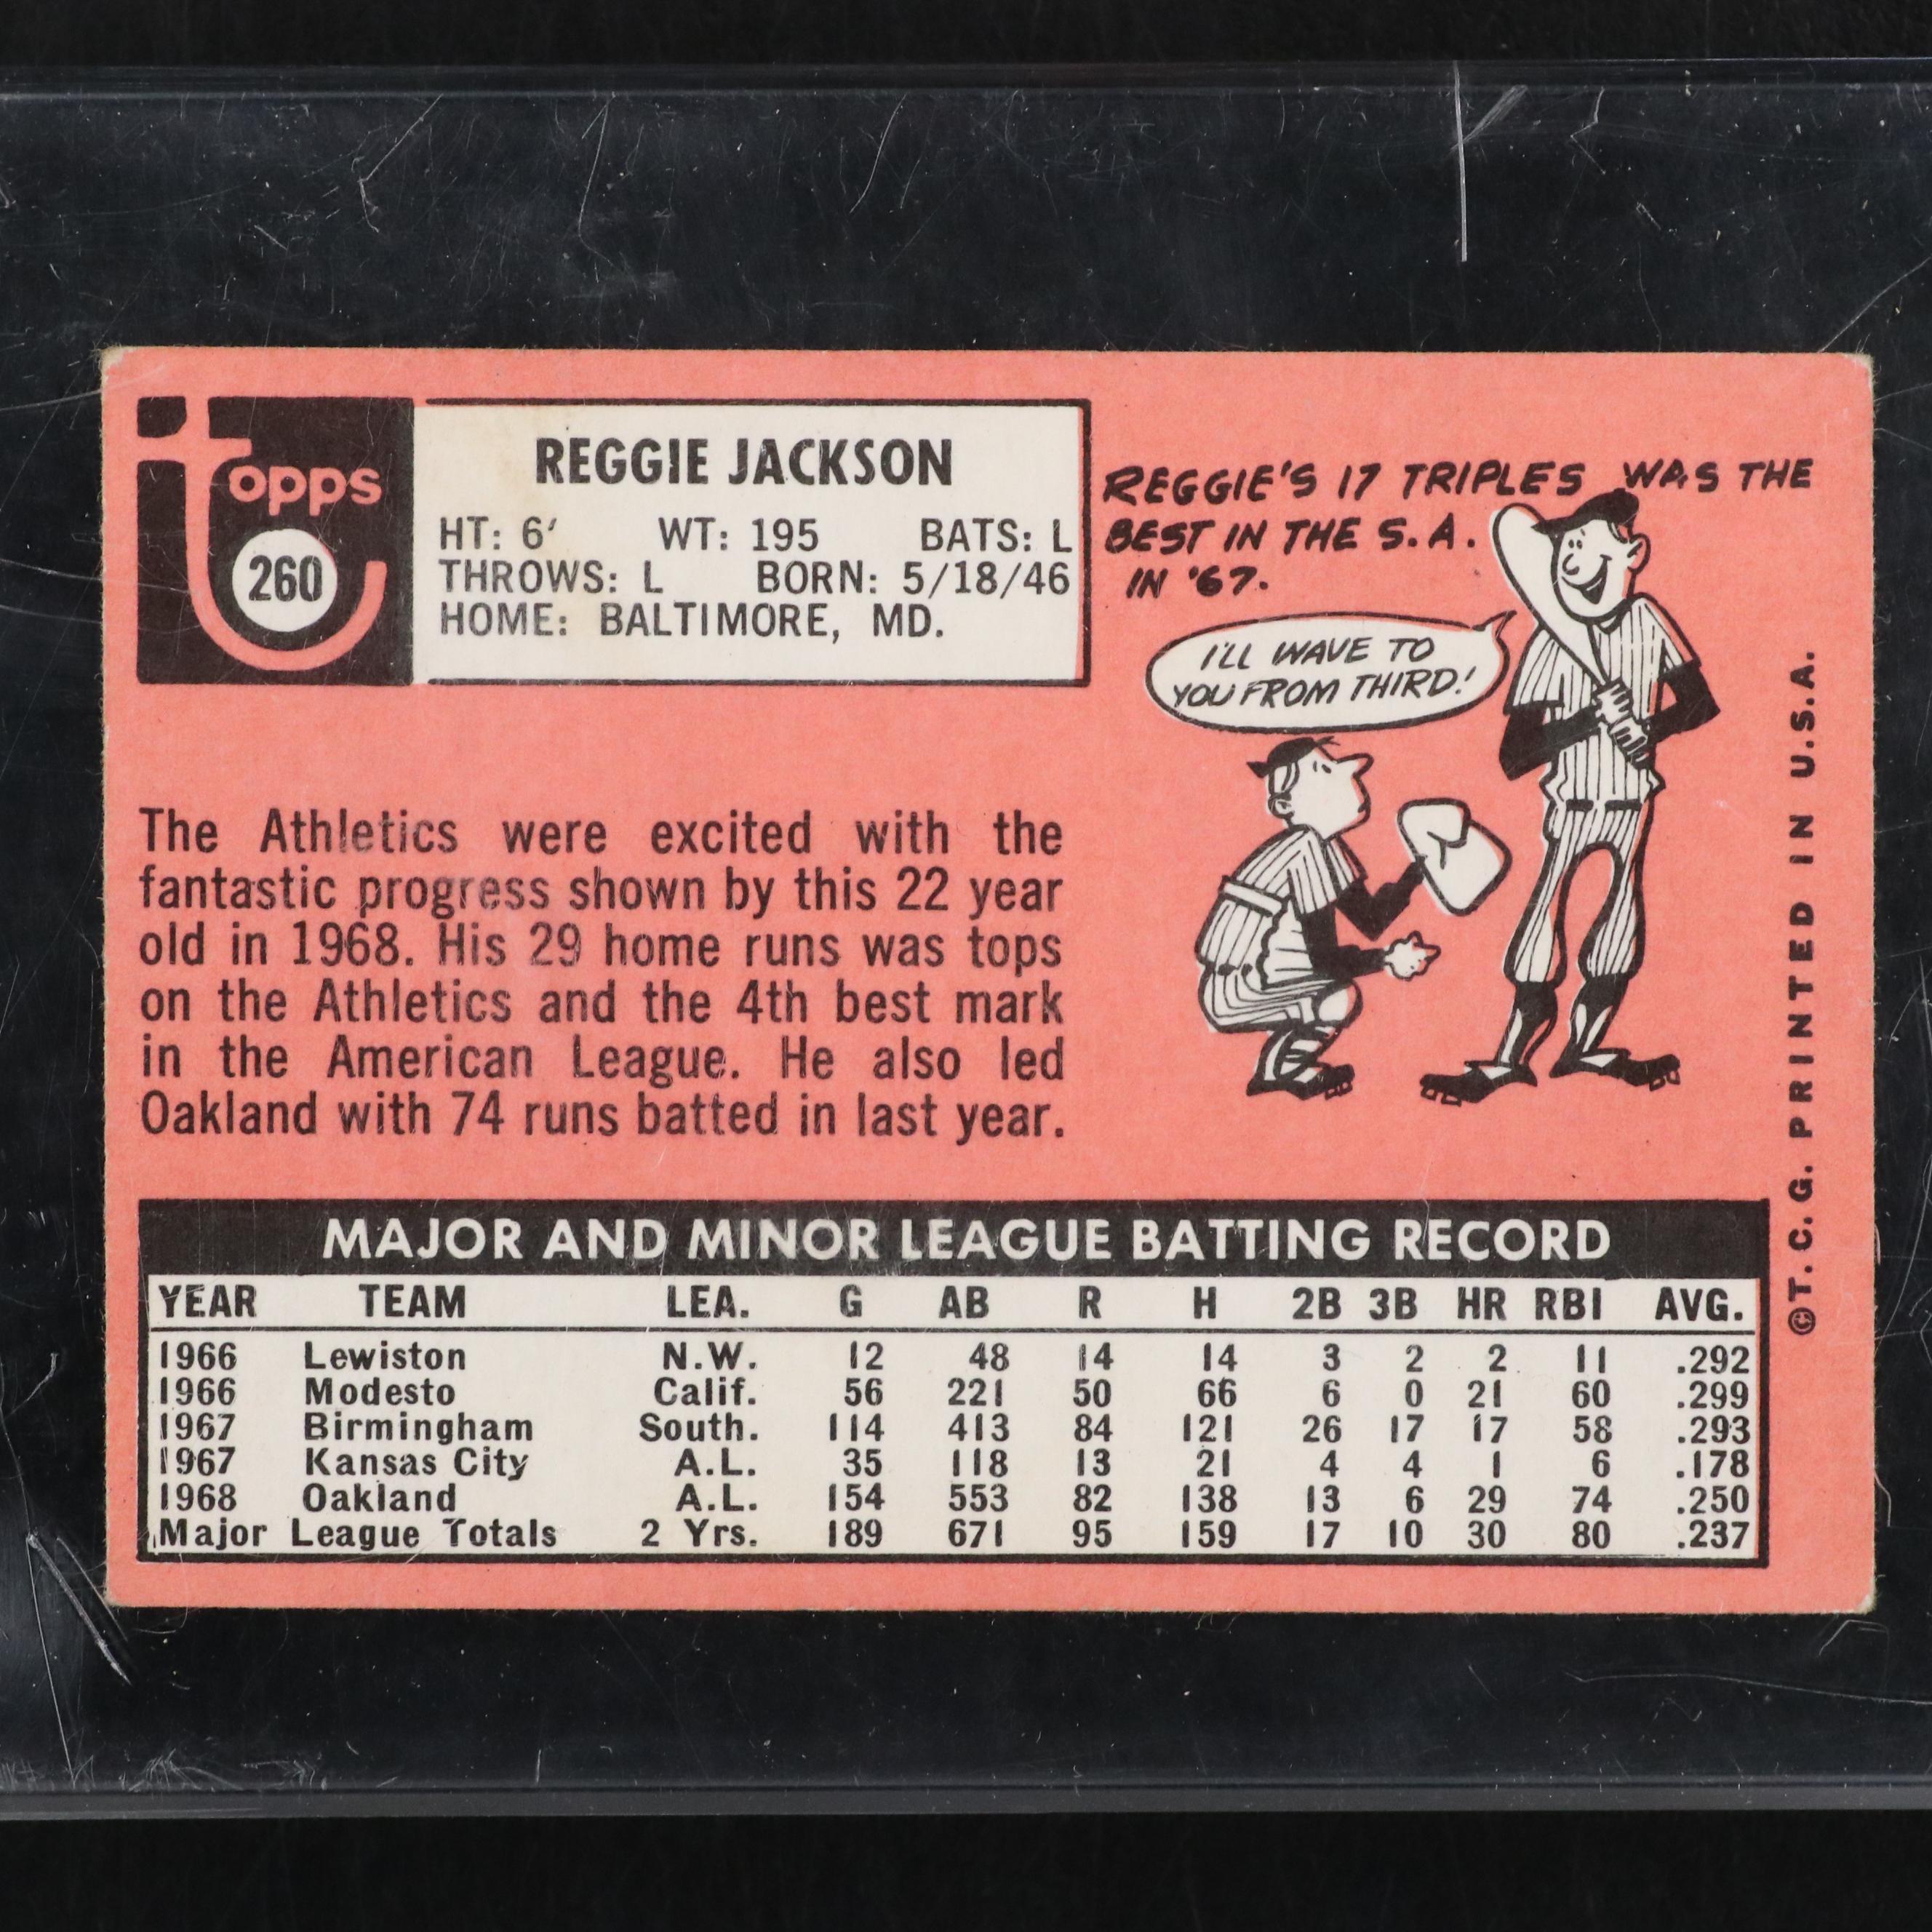 topps
260
REGGIE JACKSON
HT: 6' WT: 195 BATS: L
THROWS: L BORN: 5/18/46
HOME: BALTIMORE, MD.
REGGIE'S 17 TRIPLES WAS THE
BEST IN THE S.A.
IN '67.
I'LL WAVE TO
YOU FROM THIRD!
The Athletics were excited with the
fantastic progress shown by this 22 year
old in 1968. His 29 home runs was tops
on the Athletics and the 4th best mark
in the American League. He also led
Oakland with 74 runs batted in last year.
MAJOR AND MINOR LEAGUE BATTING RECORD
YEAR TEAM LEA. G AB R H 2B 3B HR RBI AVG.
1966 Lewiston N.W. 12 48 14 14 3 2 2 11 .292
1966 Modesto Calif. 56 221 50 66 6 0 21 60 .299
1967 Birmingham South. 114 413 84 121 26 17 17 58 .293
1967 Kansas City A.L. 35 118 13 21 4 4 1 6 .178
1968 Oakland A.L. 154 553 82 138 13 6 29 74 .250
Major League Totals 2 Yrs. 189 671 95 159 17 10 30 80 .237
©T.C.G. PRINTED IN U.S.A.